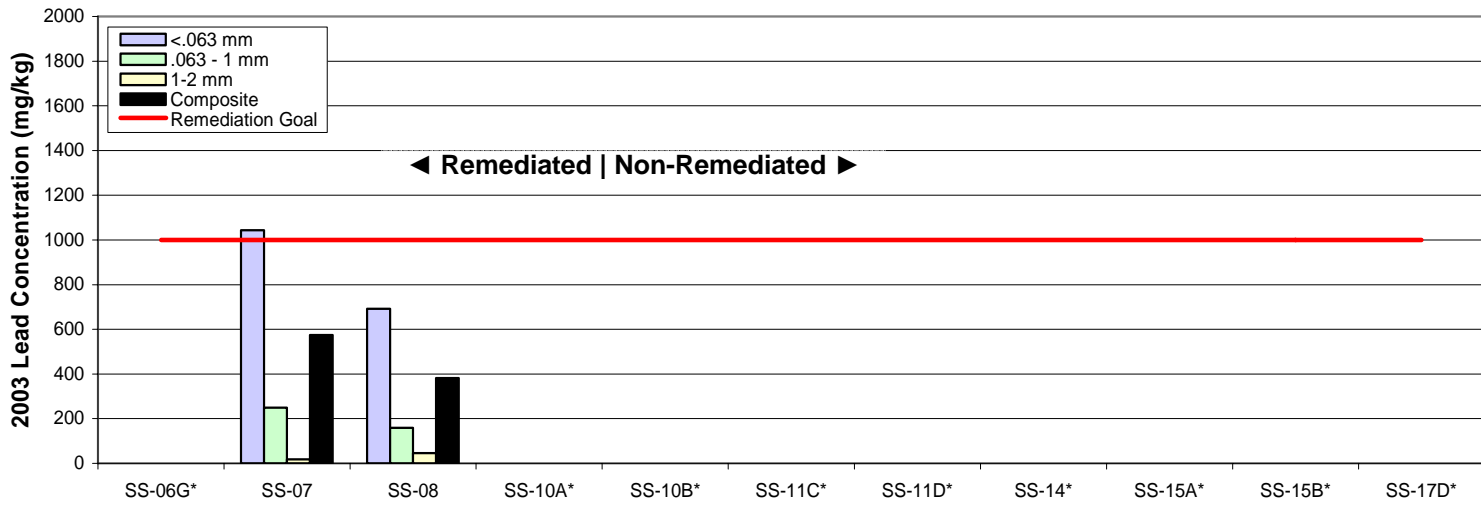 2003 Lead Concentration (mg/kg)
2000
1800
1600
1400
1200
1000
800
600
400
200
0
<.063 mm
.063 - 1 mm
1-2 mm
Composite
Remediation Goal
◄ Remediated | Non-Remediated ►
SS-06G* SS-07 SS-08 SS-10A* SS-10B* SS-11C* SS-11D* SS-14* SS-15A* SS-15B* SS-17D*